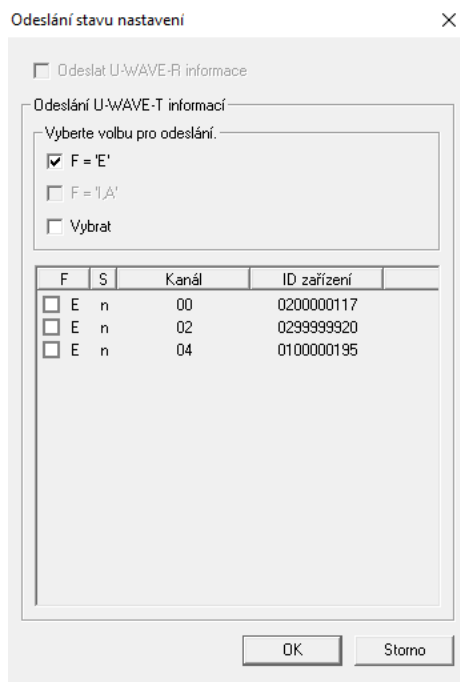 Odeslání stavu nastavení
Odeslat U-WAVE-R informace
Odeslání U-WAVE-T informací
Vyberte volbu pro odeslání.
F = 'E'
F = 'I,A'
Vybrat
F S Kanál ID zařízení
E n 00 0200000117
E n 02 0299999920
E n 04 0100000195
OK Storno